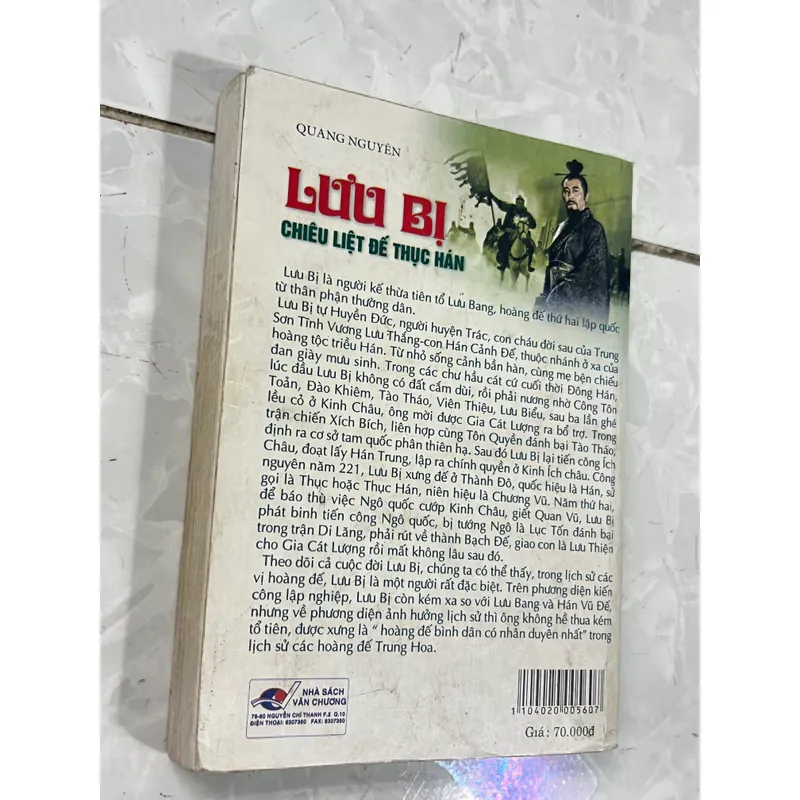 QUANG NGUYÊN
LƯU BỊ
CHIÊU LIỆT ĐẾ THỤC HÁN
Lưu Bị là người kế thừa tiên tổ Lưu Bang, hoàng đế thứ hai lập quốc
từ thân phận thường dân.
Lưu Bị tự Huyền Đức, người huyện Trác, con cháu đời sau của Trung
Sơn Tĩnh Vương Lưu Thắng-con Hán Cảnh Đế, thuộc nhánh ở xa của
hoàng tộc triều Hán. Từ nhỏ sống cảnh bần hàn, cùng mẹ bện chiếu
đan giày mưu sinh. Trong các chư hầu cát cứ cuối thời Đông Hán,
lúc đầu Lưu Bị không có đất cắm dùi, rồi phải nương nhờ Công Tôn
Toản, Đào Khiêm, Tào Tháo, Viên Thiệu, Lưu Biểu, sau ba lần ghé
lều cỏ ở Kinh Châu, ông mời được Gia Cát Lượng ra bổ trợ. Trong
trận chiến Xích Bích, liên hợp cùng Tôn Quyền đánh bại Tào Tháo,
định ra cơ sở tam quốc phân thiên hạ. Sau đó Lưu Bị lại tiến công Ích
Châu, đoạt lấy Hán Trung, lập ra chính quyền ở Kinh Ích châu. Công
nguyên năm 221, Lưu Bị xưng đế ở Thành Đô, quốc hiệu là Hán, sử
gọi là Thục hoặc Thục Hán, niên hiệu là Chương Vũ. Năm thứ hai,
để báo thù việc Ngô quốc cướp Kinh Châu, giết Quan Vũ, Lưu Bị
phát binh tiến công Ngô quốc, bị tướng Ngô là Lục Tốn đánh bại
trong trận Di Lăng, phải rút về thành Bạch Đế, giao con là Lưu Thiện
cho Gia Cát Lượng rồi mất không lâu sau đó.
Theo dõi cả cuộc đời Lưu Bị, chúng ta có thể thấy, trong lịch sử các
vị hoàng đế, Lưu Bị là một người rất đặc biệt. Trên phương diện kiến
công lập nghiệp, Lưu Bị còn kém xa so với Lưu Bang và Hán Vũ Đế,
nhưng về phương diện ảnh hưởng lịch sử thì ông không hề thua kém
tổ tiên, được xưng là " hoàng đế bình dân có nhân duyên nhất" trong
lịch sử các hoàng đế Trung Hoa.
NHÀ SÁCH
VĂN CHƯƠNG
78-80 NGUYỄN CHÍ THANH F.2 Q.10
ĐIỆN THOẠI: 8307360 FAX: 8307360
1 104020 005607
Giá: 70.000đ